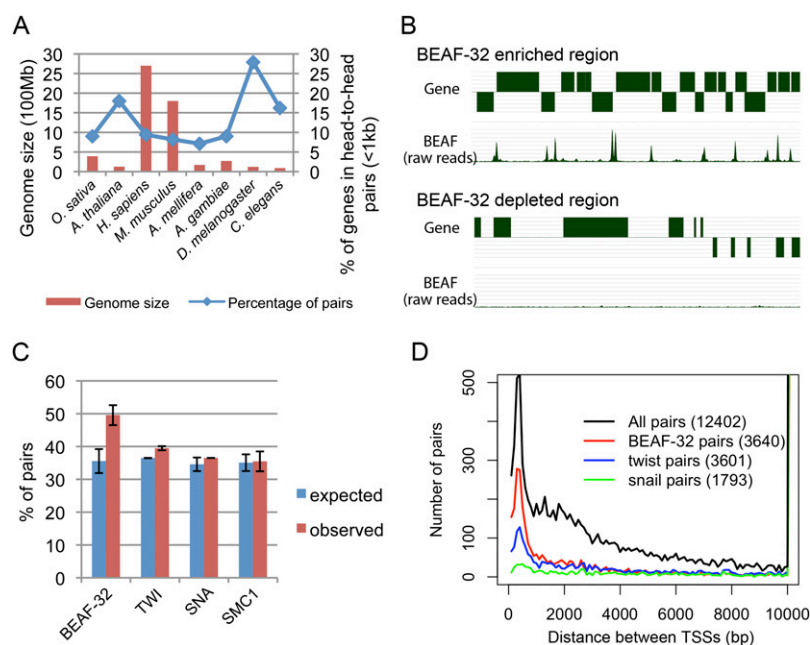 A
Genome size (100Mb)
30
25
20
15
10
5
0
30
25
20
15
10
5
0
% of genes in head-to-head
pairs (<1kb)
O. sativa
A. thaliana
H. sapiens
M. musculus
A. mellifera
A. gambiae
D. melanogaster
C. elegans
Genome size
Percentage of pairs
B
BEAF-32 enriched region
Gene
BEAF
(raw reads)
BEAF-32 depleted region
Gene
BEAF
(raw reads)
C
% of pairs
60
50
40
30
20
10
0
BEAF-32
TWI
SNA
SMC1
expected
observed
D
Number of pairs
500
300
100
0
All pairs (12402)
BEAF-32 pairs (3640)
twist pairs (3601)
snail pairs (1793)
0
2000
4000
6000
8000
10000
Distance between TSSs (bp)